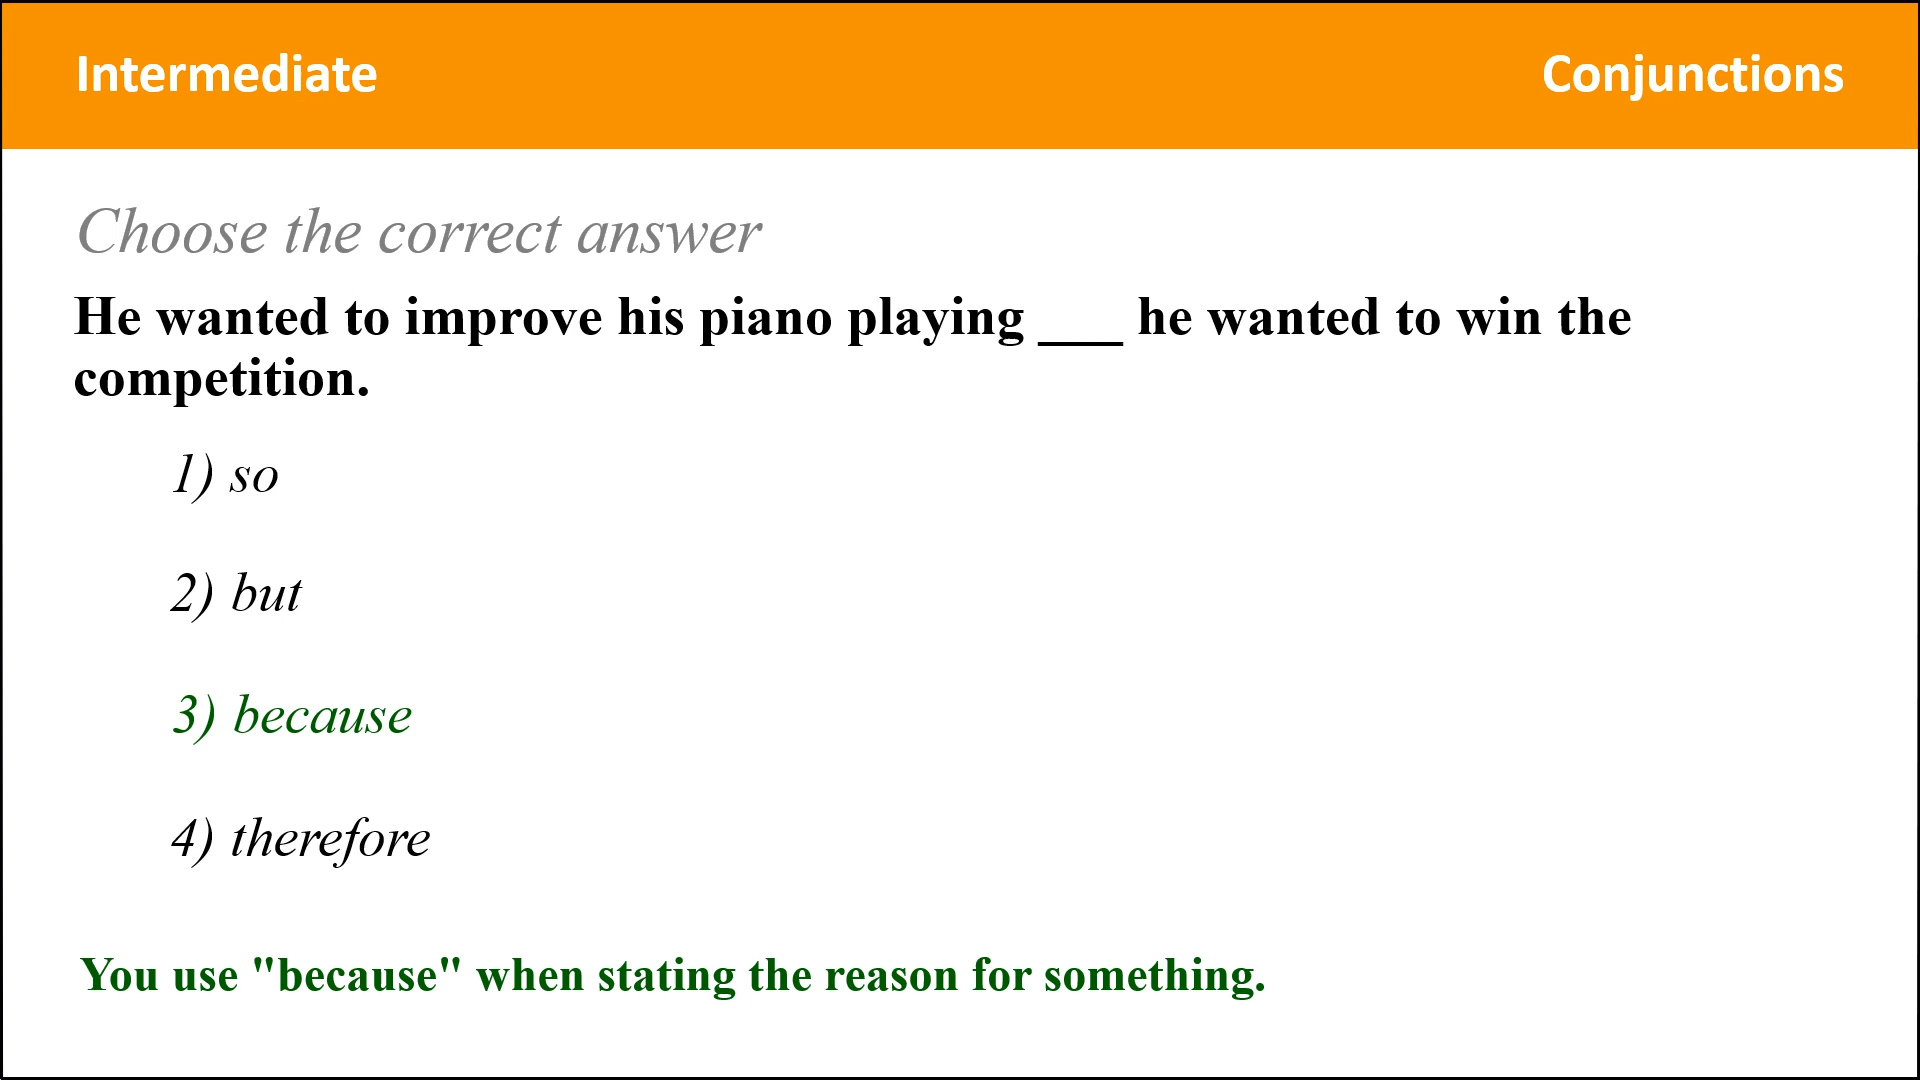 Intermediate
Conjunctions
Choose the correct answer
He wanted to improve his piano playing ___ he wanted to win the
competition.
1) so
2) but
3) because
4) therefore
You use "because" when stating the reason for something.